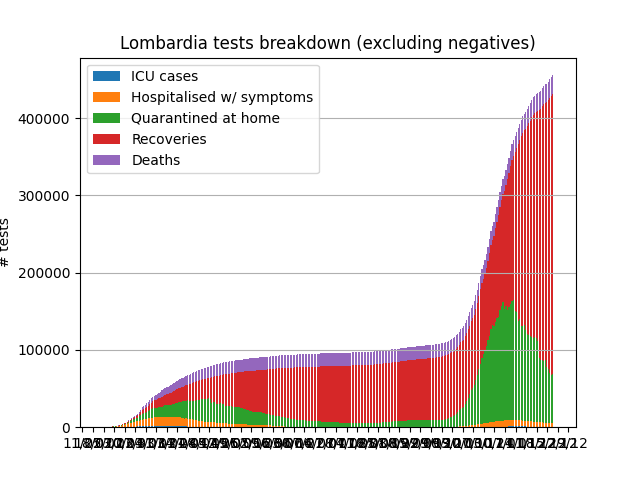 Lombardia tests breakdown (excluding negatives)
ICU cases
Hospitalised w/ symptoms
Quarantined at home
Recoveries
Deaths
400000
300000
200000
100000
0
# tests